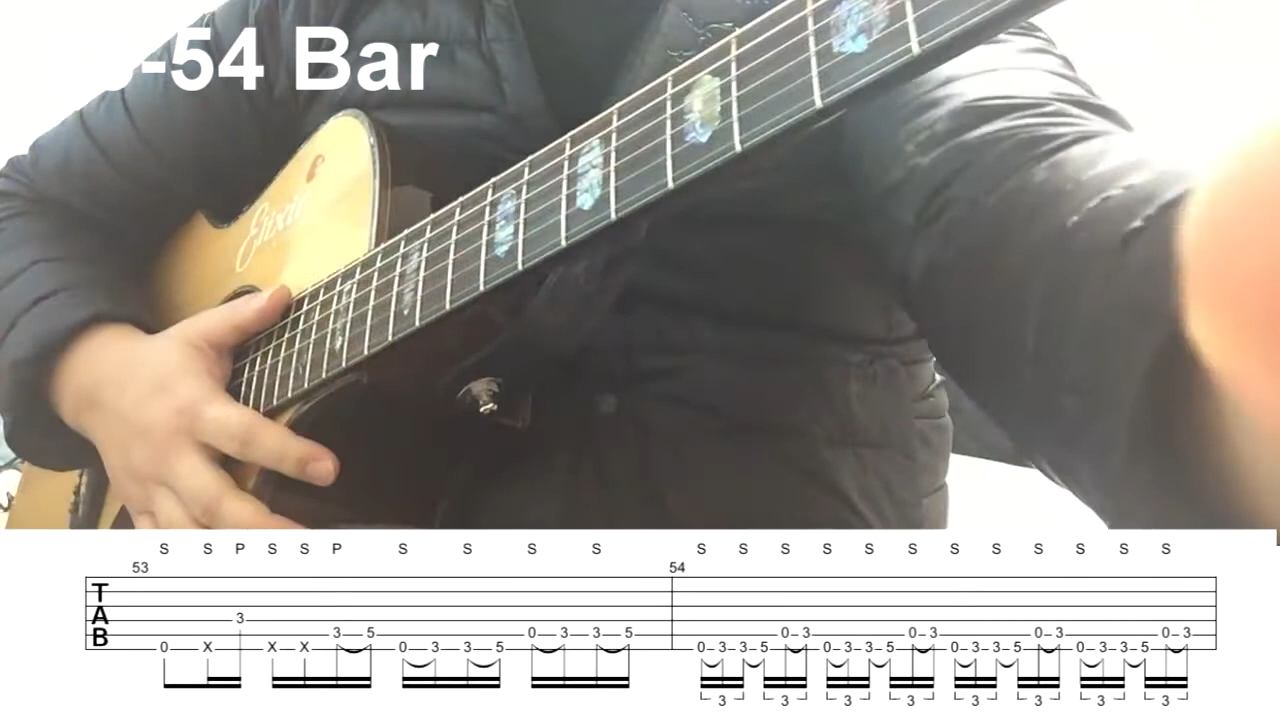 -54 Bar
Elixir
S S P S S P S S S S S S S S S S S S S S S S
53 54
T
A
B
3
3 5 0 3 3 5 0 3 0 3 0 3 0 3
0 X X X 0 3 3 5 0 3 3 5 0 3 3 5 0 3 3 5 0 3 3 5
3 3 3 3 3 3 3 3